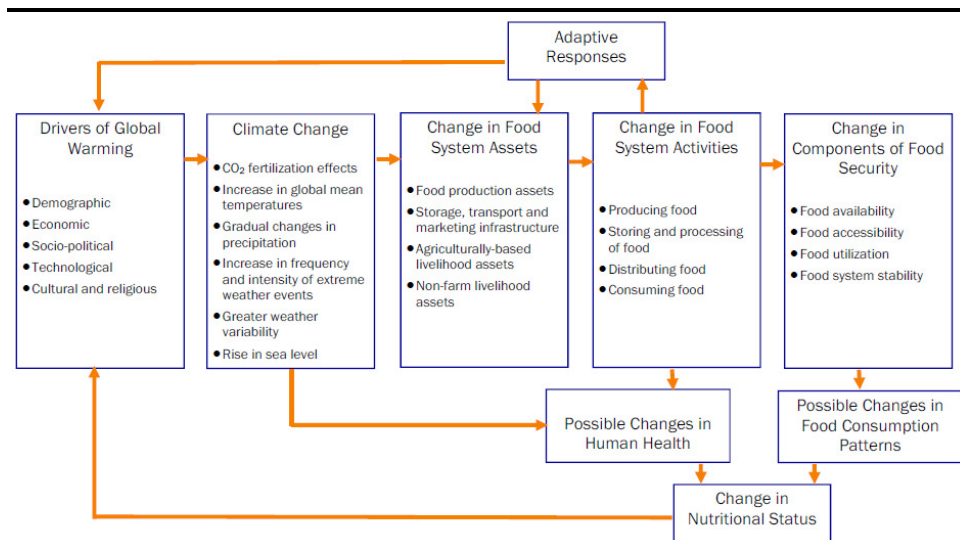 Adaptive
Responses
Drivers of Global
Warming
● Demographic
● Economic
● Socio-political
● Technological
● Cultural and religious
Climate Change
● CO₂ fertilization effects
● Increase in global mean
temperatures
● Gradual changes in
precipitation
● Increase in frequency
and intensity of extreme
weather events
● Greater weather
variability
● Rise in sea level
Change in Food
System Assets
● Food production assets
● Storage, transport and
marketing infrastructure
● Agriculturally-based
livelihood assets
● Non-farm livelihood
assets
Change in Food
System Activities
● Producing food
● Storing and processing
of food
● Distributing food
● Consuming food
Change in
Components of Food
Security
● Food availability
● Food accessibility
● Food utilization
● Food system stability
Possible Changes in
Human Health
Possible Changes in
Food Consumption
Patterns
Change in
Nutritional Status